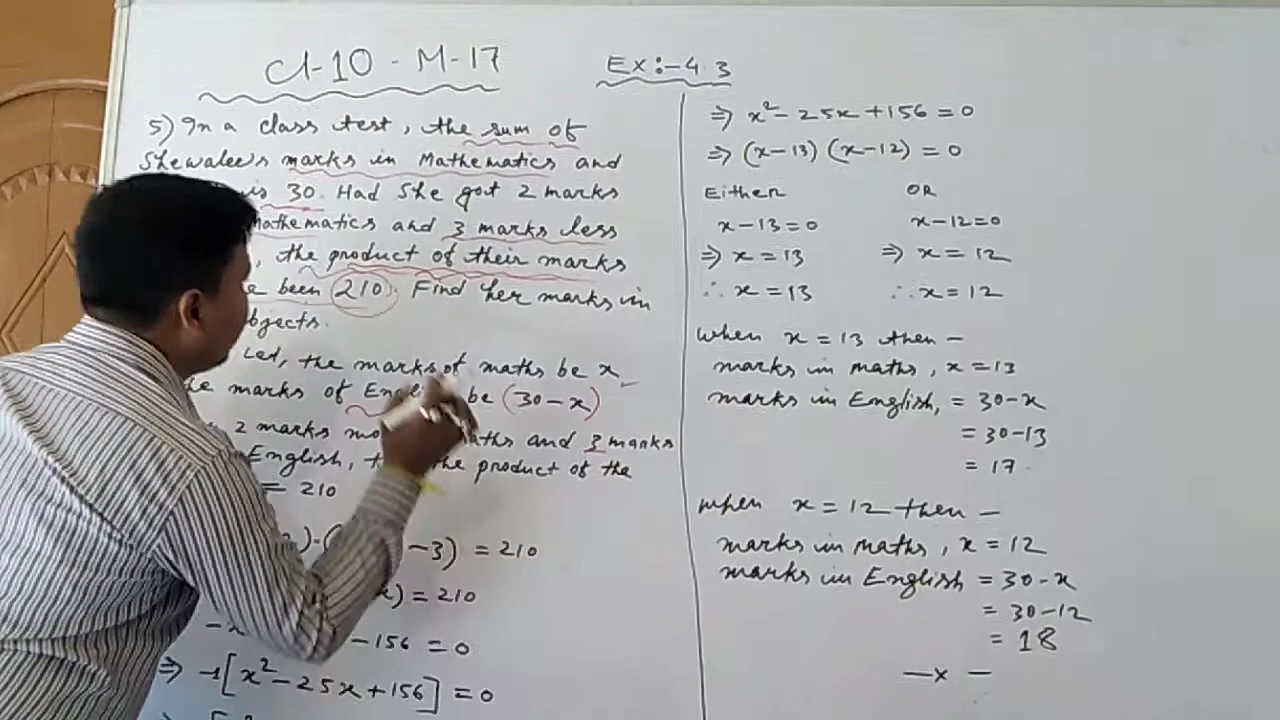 Cl-10 - M-17
Ex:-4.3
5) In a class test, the sum of
Shewalee's marks in Mathematics and
is 30. Had She got 2 marks
Mathematics and 3 marks less
, the product of their marks
been 210. Find her marks in
Let, the marks of maths be x
marks of be (30-x)
2 marks and 3 marks
English, the product of the
= 210
-3) = 210
) = 210
-156 = 0
⇒ -1[x²-25x+156] = 0
⇒ x²-25x+156=0
⇒ (x-13) (x-12) = 0
Either OR
x-13=0 x-12=0
⇒ x = 13 ⇒ x = 12
∴ x = 13 ∴ x = 12
when x = 13 then -
marks in maths, x = 13
marks in English, = 30-x
= 30-13
= 17.
when x = 12 then -
marks in maths, x = 12
marks in English = 30-x
= 30-12
= 18
—x—